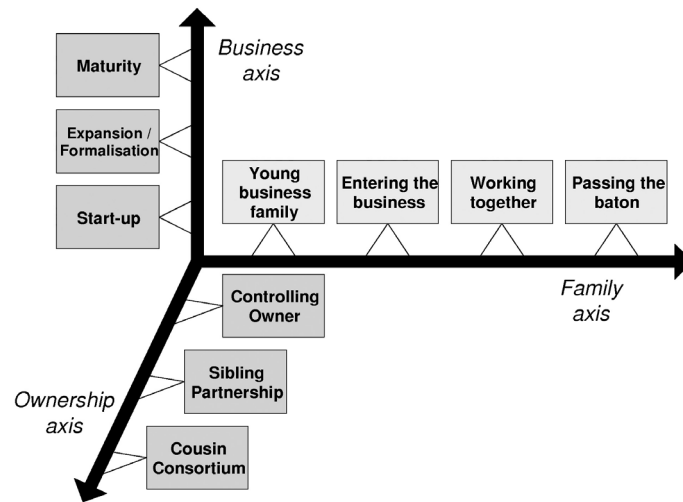 Business
axis
Maturity
Expansion /
Formalisation
Start-up
Young
business
family
Entering the
business
Working
together
Passing the
baton
Family
axis
Controlling
Owner
Sibling
Partnership
Ownership
axis
Cousin
Consortium